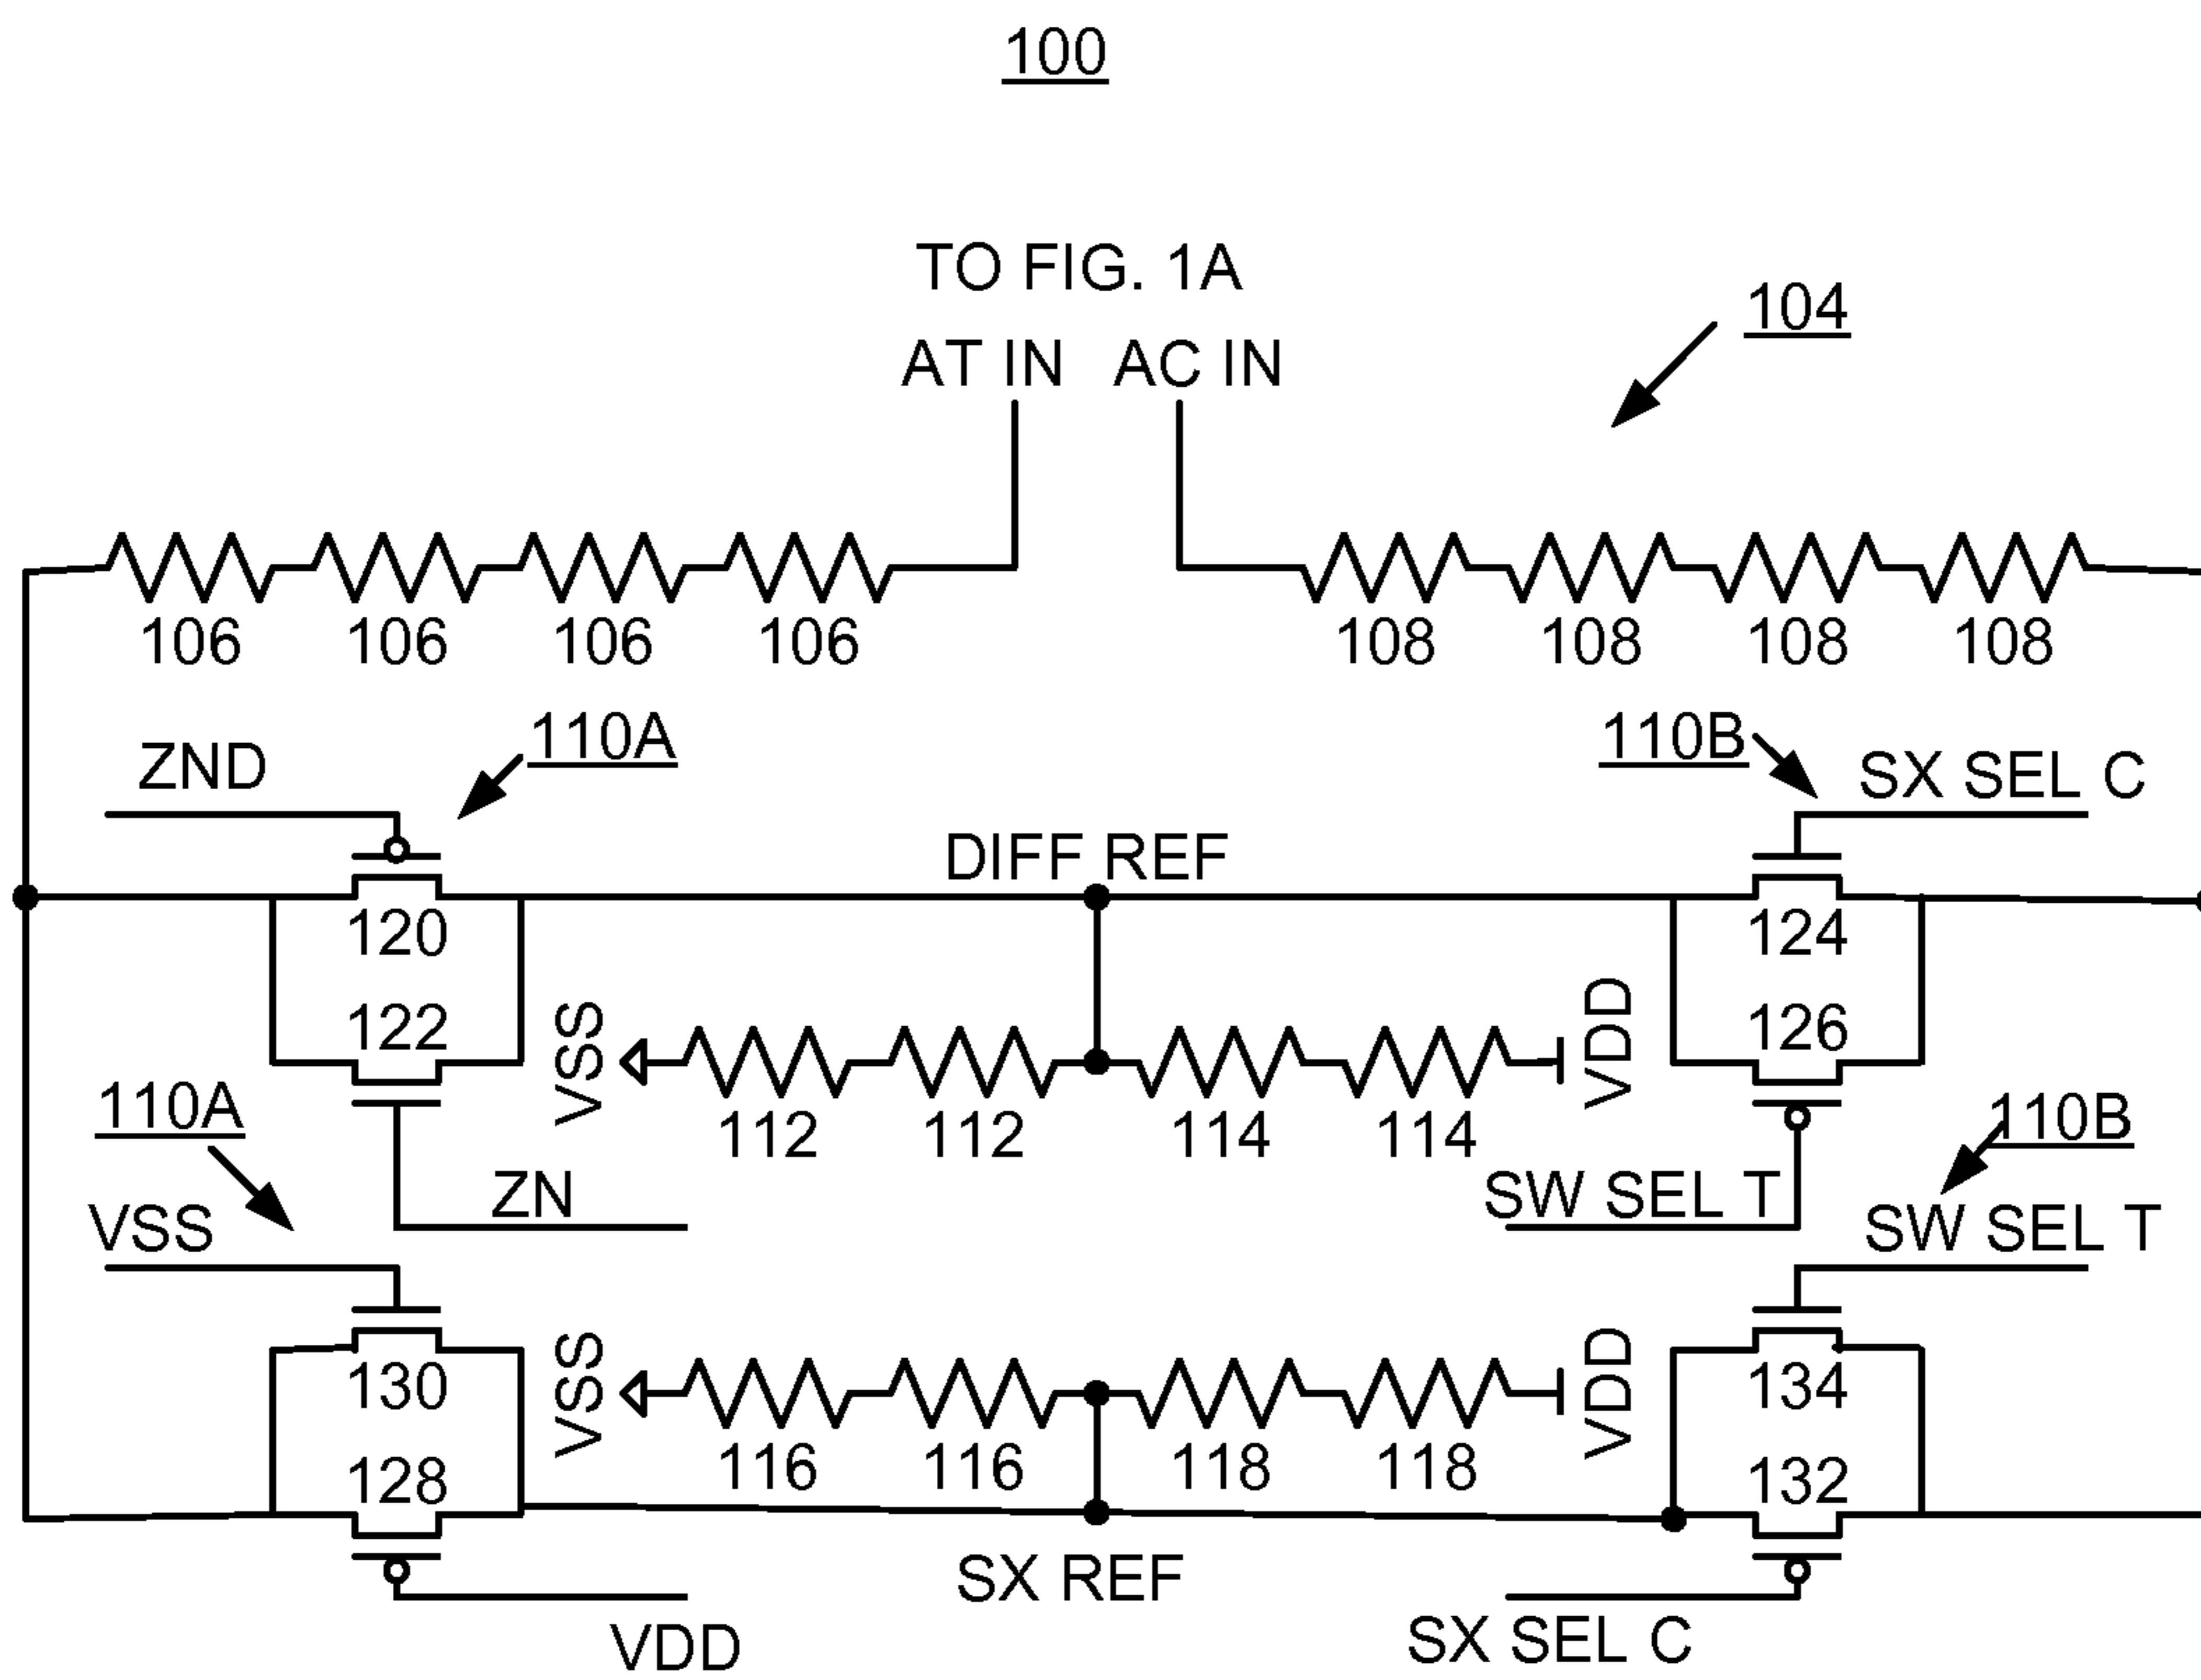 100
TO FIG. 1A
AT IN AC IN
104
106 106 106 106
108 108 108 108
ZND
110A
110B
SX SEL C
DIFF REF
120
124
122
126
VSS
VDD
112 112 114 114
110A
110B
ZN
SW SEL T
VSS
SW SEL T
130
134
VSS
VDD
116 116 118 118
128
132
SX REF
VDD
SX SEL C